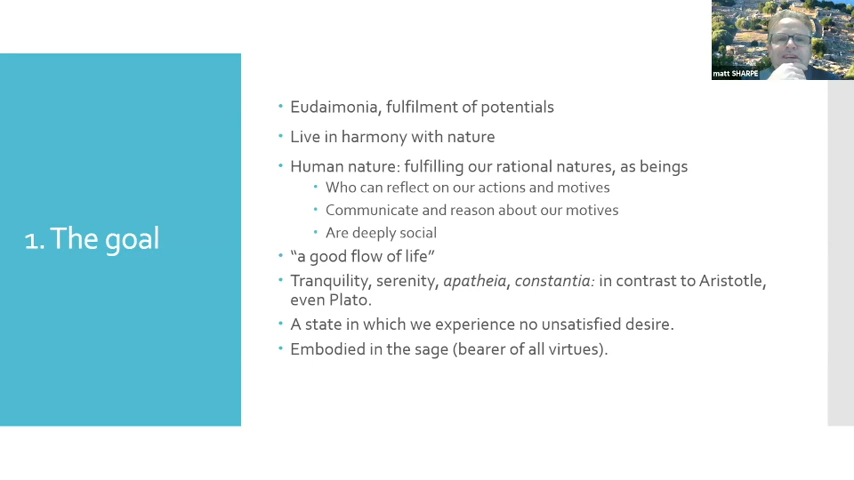 matt SHARPE
1. The goal
• Eudaimonia, fulfilment of potentials
• Live in harmony with nature
• Human nature: fulfilling our rational natures, as beings
• Who can reflect on our actions and motives
• Communicate and reason about our motives
• Are deeply social
• “a good flow of life”
• Tranquility, serenity, apatheia, constantia: in contrast to Aristotle,
even Plato.
• A state in which we experience no unsatisfied desire.
• Embodied in the sage (bearer of all virtues).